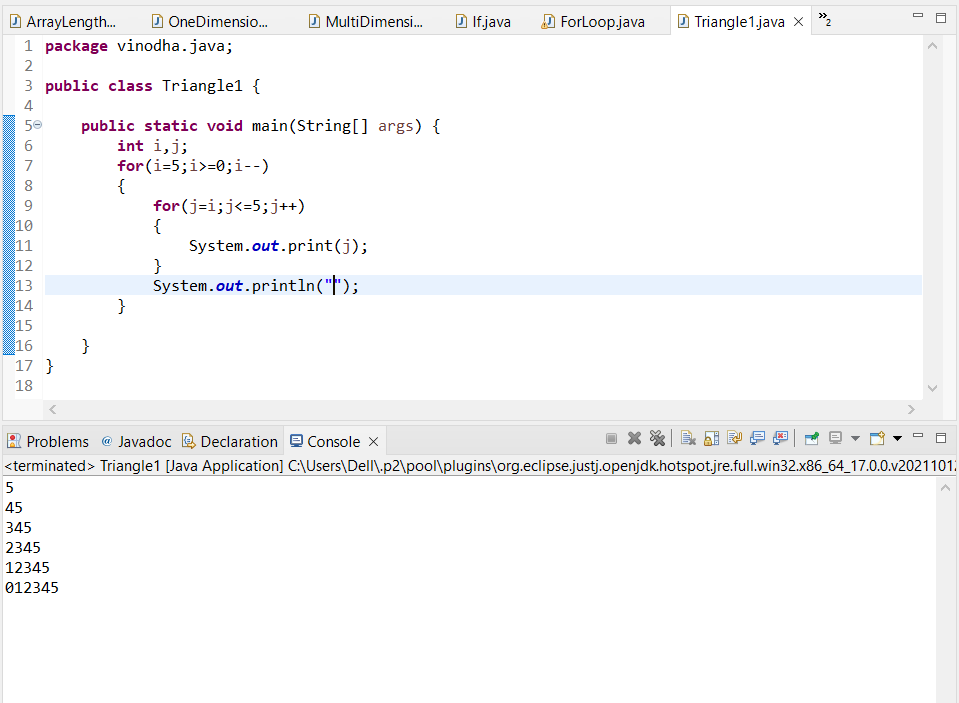 ArrayLength... OneDimensio... MultiDimensi... If.java ForLoop.java Triangle1.java 2
1 package vinodha.java;
2
3 public class Triangle1 {
4
5 public static void main(String[] args) {
6 int i,j;
7 for(i=5;i>=0;i--)
8 {
9 for(j=i;j<=5;j++)
10 {
11 System.out.print(j);
12 }
13 System.out.println("");
14 }
15
16 }
17 }
18
Problems @ Javadoc Declaration Console
<terminated> Triangle1 [Java Application] C:\Users\Dell\.p2\pool\plugins\org.eclipse.justj.openjdk.hotspot.jre.full.win32.x86_64_17.0.0.v2021101
5
45
345
2345
12345
012345